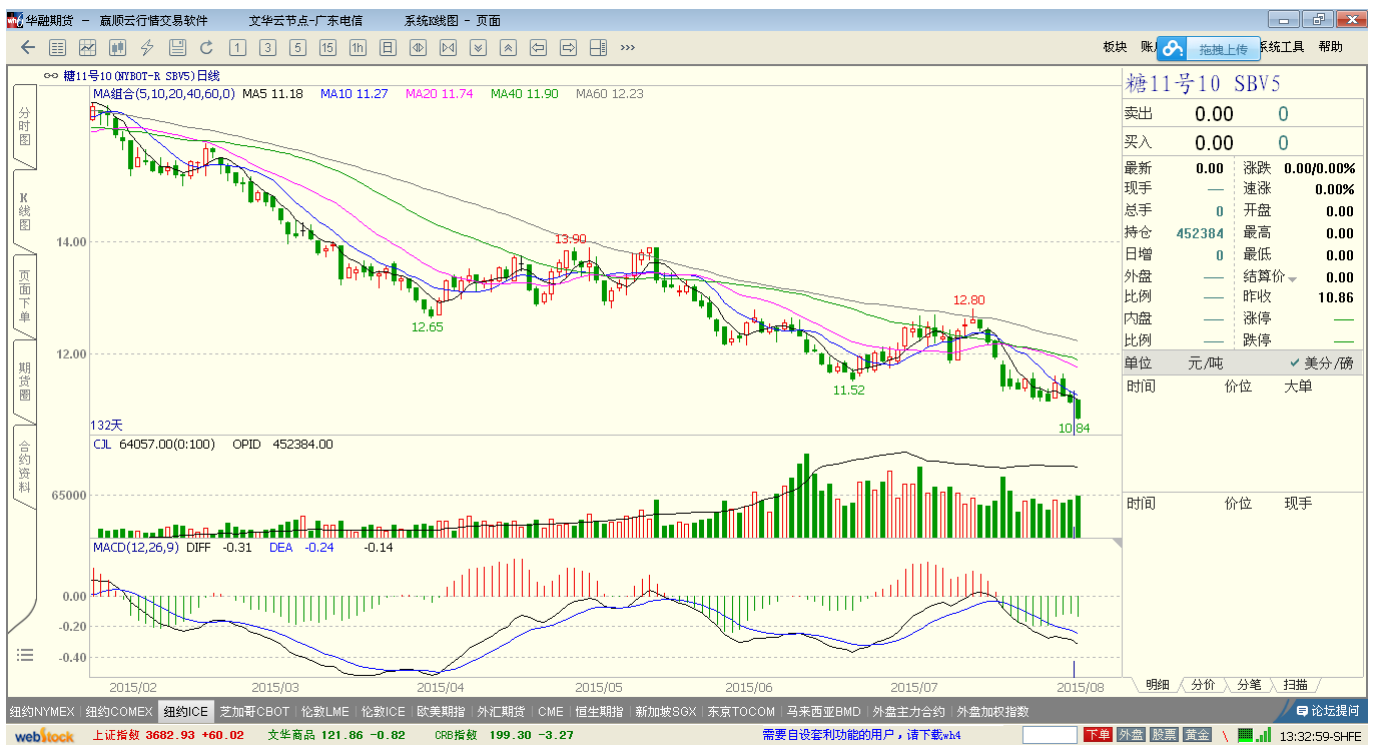 华融期货 — 赢顺云行情交易软件 文华云节点-广东电信 系统K线图 - 页面
1 3 5 15 1h 日
板块 账 拖拽上传 系统工具 帮助
糖11号10(NYBOT-R SBV5)日线
MA组合(5,10,20,40,60,0) MA5 11.18 MA10 11.27 MA20 11.74 MA40 11.90 MA60 12.23
分时图
K线图
页面下单
期货圈
合约资料
14.00
12.00
13.90
12.65
12.80
11.52
10.84
132天
CJL 64057.00(0:100) OPID 452384.00
65000
MACD(12,26,9) DIFF -0.31 DEA -0.24 -0.14
0.00
-0.20
-0.40
2015/02 2015/03 2015/04 2015/05 2015/06 2015/07 2015/08
糖11号10 SBV5
卖出 0.00 0
买入 0.00 0
最新 0.00 涨跌 0.00/0.00%
现手 — 速涨 0.00%
总手 0 开盘 0.00
持仓 452384 最高 0.00
日增 0 最低 0.00
外盘 — 结算价 0.00
比例 — 昨收 10.86
内盘 — 涨停 —
比例 — 跌停 —
单位 元/吨 ✓美分/磅
时间 价位 大单
时间 价位 现手
明细 分价 分笔 扫描
纽约NYMEX 纽约COMEX 纽约ICE 芝加哥CBOT 伦敦LME 伦敦ICE 欧美期指 外汇期货 CME 恒生期指 新加坡SGX 东京TOCOM 马来西亚BMD 外盘主力合约 外盘加权指数 论坛提问
webstock 上证指数 3682.93 +60.02 文华商品 121.86 -0.82 CRB指数 199.30 -3.27 需要自设套利功能的用户，请下载wh4 下单 外盘 股票 黄金 13:32:59-SHFE